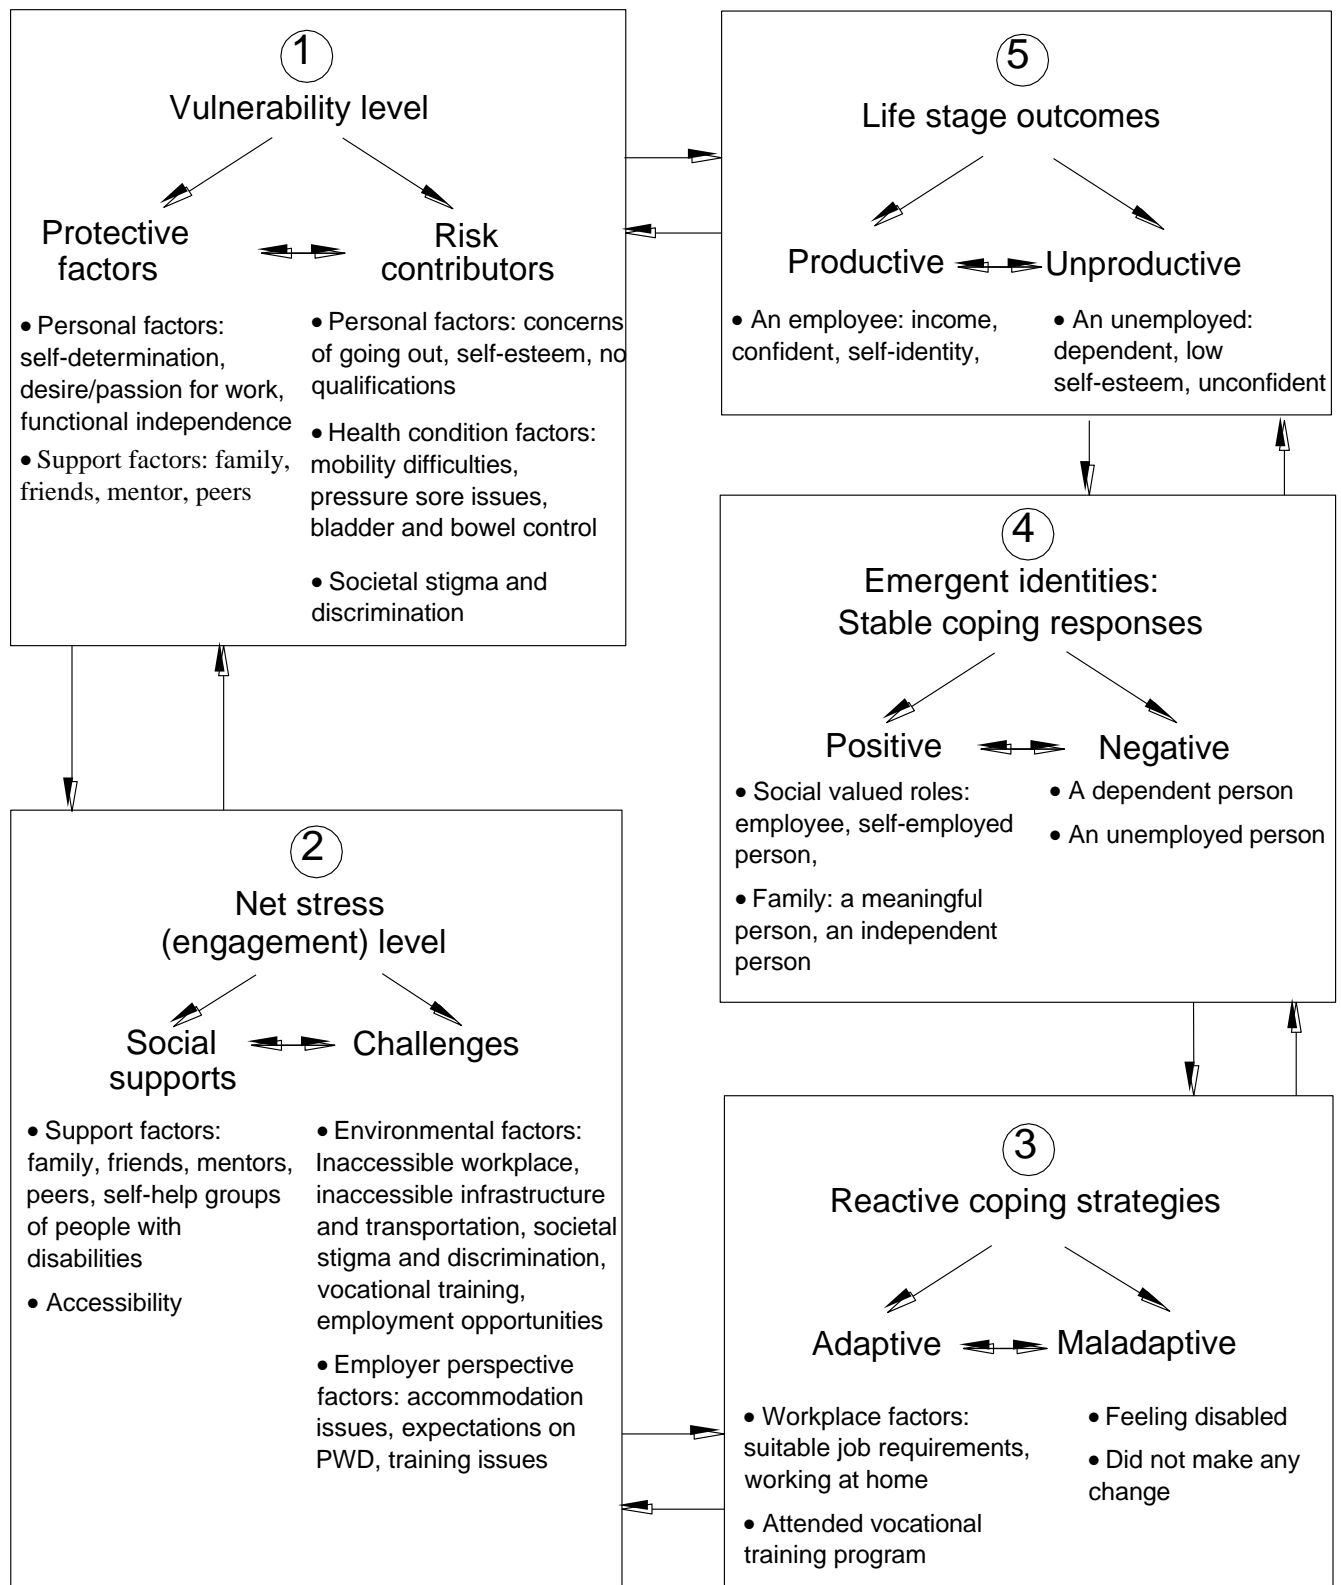 1
Vulnerability level
Protective
factors
Risk
contributors
• Personal factors:
self-determination,
desire/passion for work,
functional independence
• Support factors: family,
friends, mentor, peers
• Personal factors: concerns
of going out, self-esteem, no
qualifications
• Health condition factors:
mobility difficulties,
pressure sore issues,
bladder and bowel control
• Societal stigma and
discrimination
2
Net stress
(engagement) level
Social
supports
Challenges
• Support factors:
family, friends, mentors,
peers, self-help groups
of people with
disabilities
• Accessibility
• Environmental factors:
Inaccessible workplace,
inaccessible infrastructure
and transportation, societal
stigma and discrimination,
vocational training,
employment opportunities
• Employer perspective
factors: accommodation
issues, expectations on
PWD, training issues
3
Reactive coping strategies
Adaptive
Maladaptive
• Workplace factors:
suitable job requirements,
working at home
• Attended vocational
training program
• Feeling disabled
• Did not make any
change
4
Emergent identities:
Stable coping responses
Positive
Negative
• Social valued roles:
employee, self-employed
person,
• Family: a meaningful
person, an independent
person
• A dependent person
• An unemployed person
5
Life stage outcomes
Productive
Unproductive
• An employee: income,
confident, self-identity,
• An unemployed:
dependent, low
self-esteem, unconfident